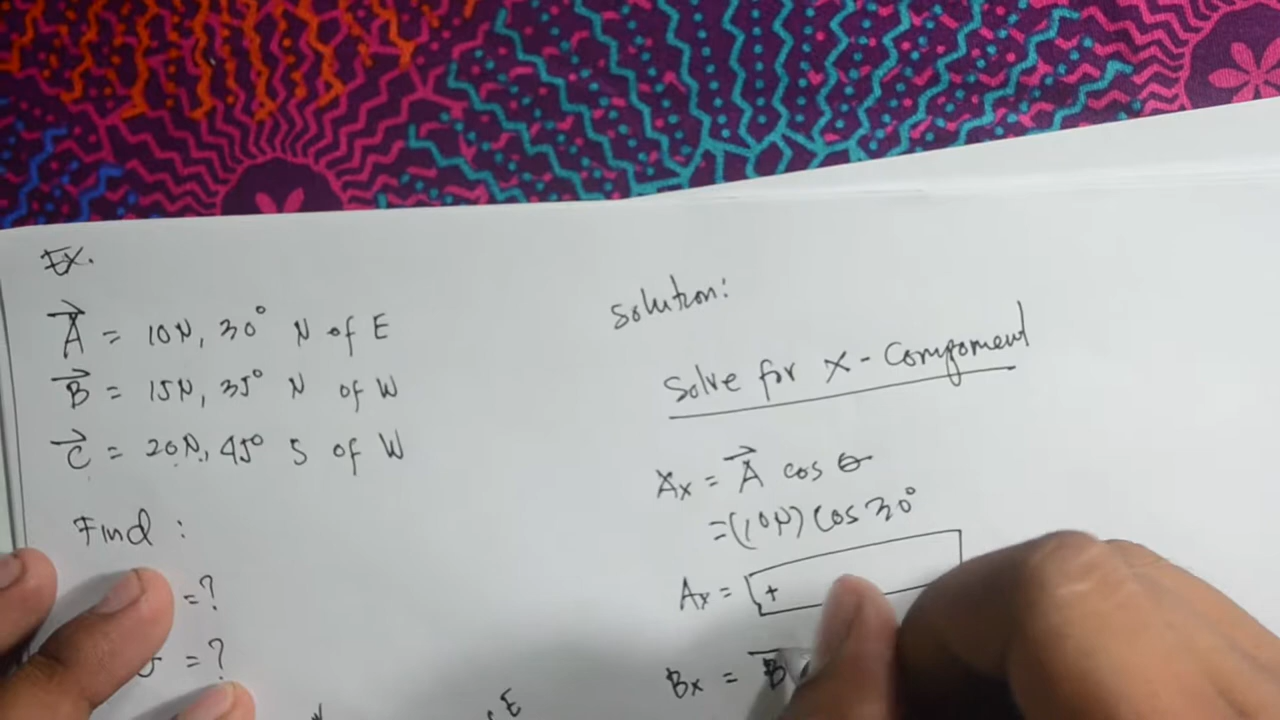 Ex.
A = 10N, 30° N of E
B = 15N, 35° N of W
C = 20N, 45° S of W
Find :
= ?
= ?
N
E
Solution:
Solve for X - Component
Ax = A cos θ
= (10N) cos 30°
Ax = +
Bx = B